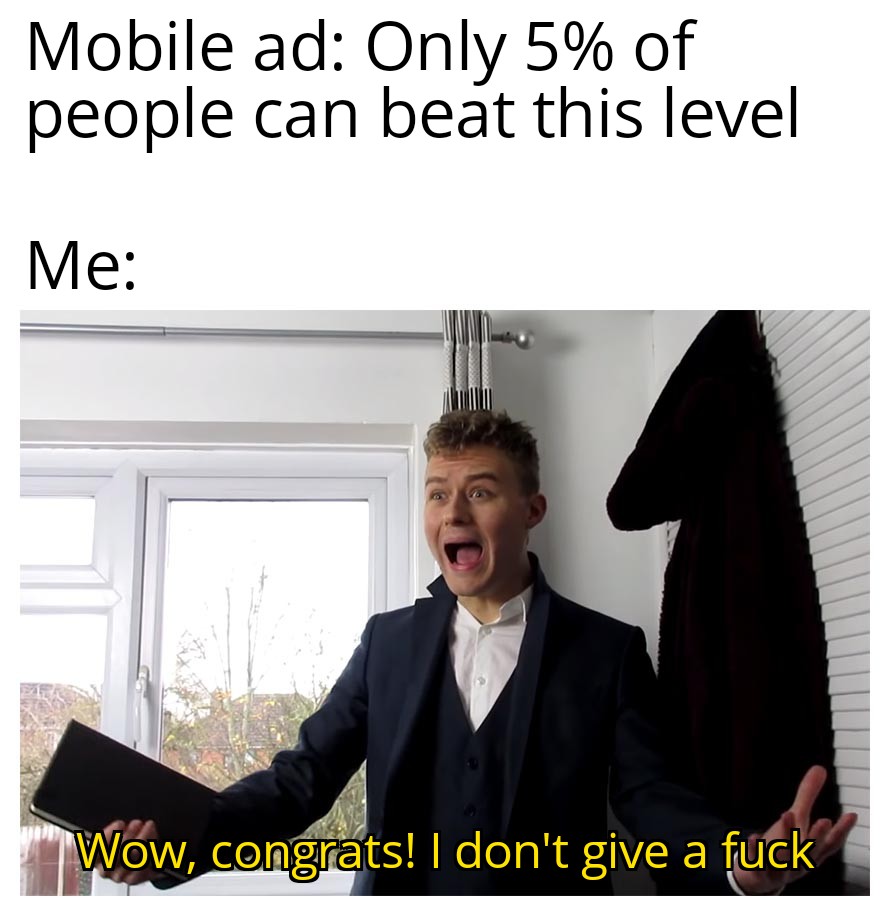 Mobile ad: Only 5% of
people can beat this level
Me:
Wow, congrats! I don't give a fuck